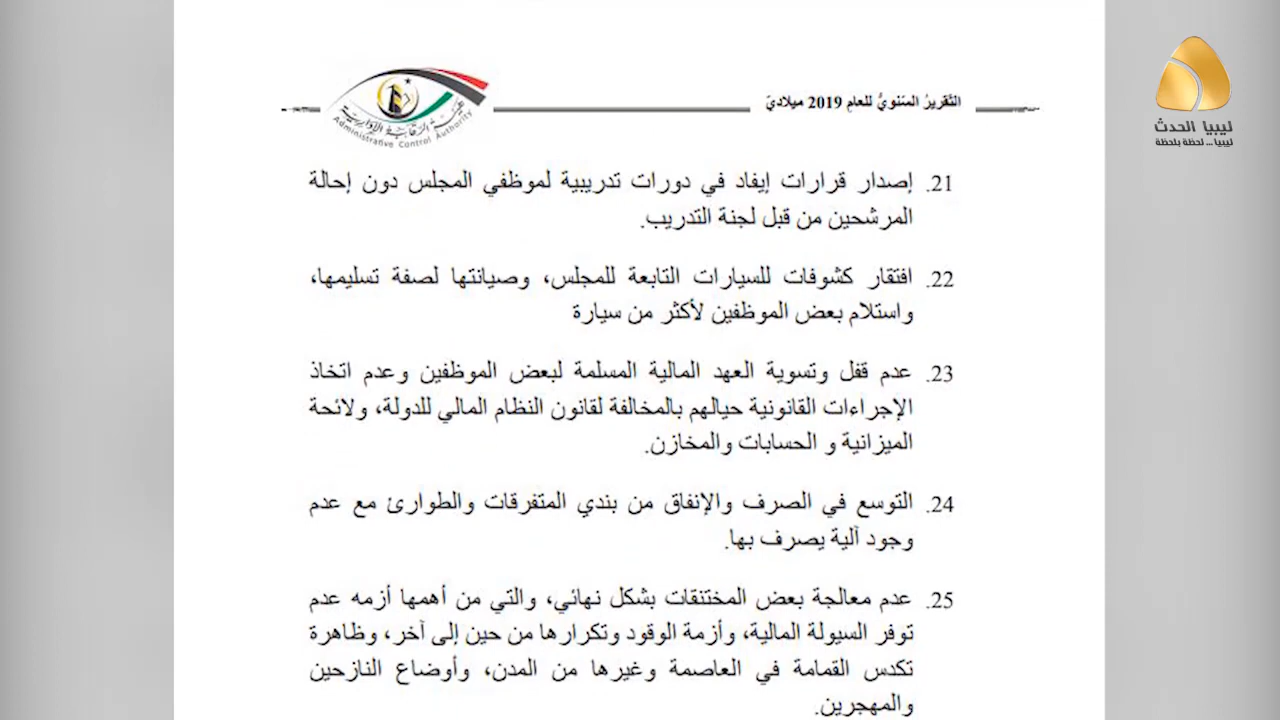 التقرير السنوي للعام 2019 ميلادي
هيئة الرقابة الإدارية
Administrative Control Authority
ليبيا الحدث
ليبيا ... لحظة بلحظة
21. إصدار قرارات إيفاد في دورات تدريبية لموظفي المجلس دون إحالة
المرشحين من قبل لجنة التدريب.
22. افتقار كشوفات للسيارات التابعة للمجلس، وصيانتها لصفة تسليمها،
واستلام بعض الموظفين لأكثر من سيارة
23. عدم قفل وتسوية العهد المالية المسلمة لبعض الموظفين وعدم اتخاذ
الإجراءات القانونية حيالهم بالمخالفة لقانون النظام المالي للدولة، ولائحة
الميزانية و الحسابات والمخازن.
24. التوسع في الصرف والإنفاق من بندي المتفرقات والطوارئ مع عدم
وجود آلية يصرف بها.
25. عدم معالجة بعض المختنقات بشكل نهائي، والتي من أهمها أزمه عدم
توفر السيولة المالية، وأزمة الوقود وتكرارها من حين إلى آخر، وظاهرة
تكدس القمامة في العاصمة وغيرها من المدن، وأوضاع النازحين
والمهجرين.